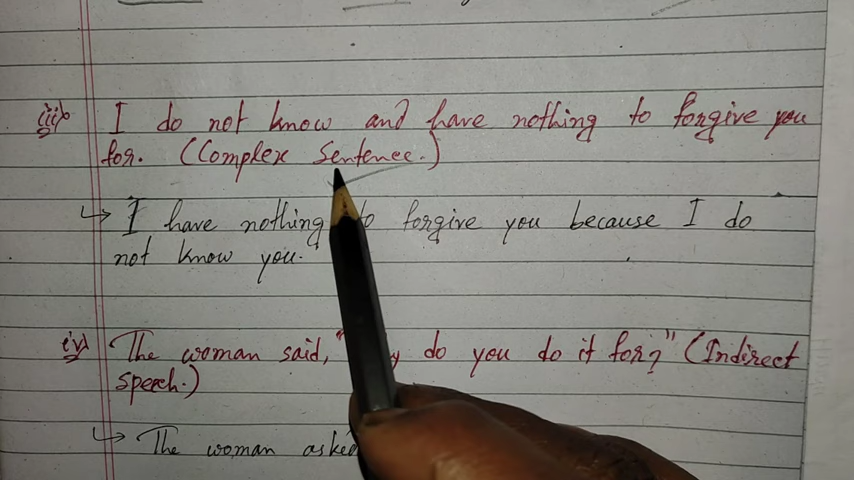 iii) I do not know and have nothing to forgive you
for. (Complex Sentence.)
↳ I have nothing to forgive you because I do
not know you.
iv) The woman said, " do you do it for?" (Indirect
speech.)
↳ The woman asked